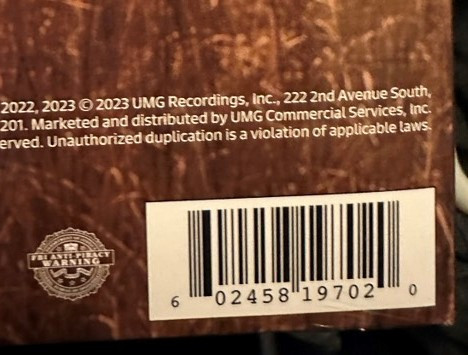 2022, 2023 © 2023 UMG Recordings, Inc., 222 2nd Avenue South,
201. Marketed and distributed by UMG Commercial Services, Inc.
erved. Unauthorized duplication is a violation of applicable laws.
FBI ANTI-PIRACY
WARNING
6 02458 19702 0